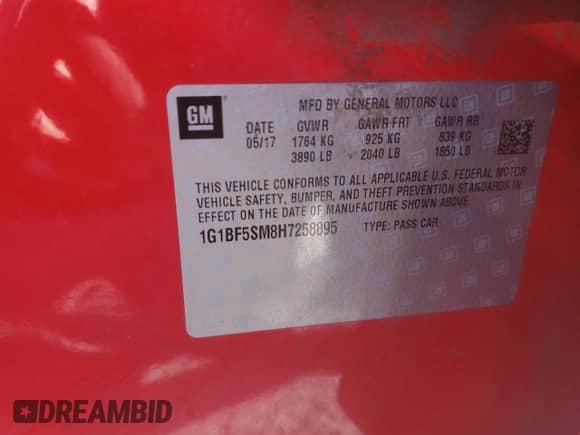 GM
MFD BY GENERAL MOTORS LLC
DATE GVWR GAWR FRT GAWR RR
05/17 1764 KG 925 KG 839 KG
3890 LB 2040 LB 1850 LB
THIS VEHICLE CONFORMS TO ALL APPLICABLE U.S. FEDERAL MOTOR
VEHICLE SAFETY, BUMPER, AND THEFT PREVENTION STANDARDS IN
EFFECT ON THE DATE OF MANUFACTURE SHOWN ABOVE.
1G1BF5SM8H7258895 TYPE: PASS CAR
DREAMBID